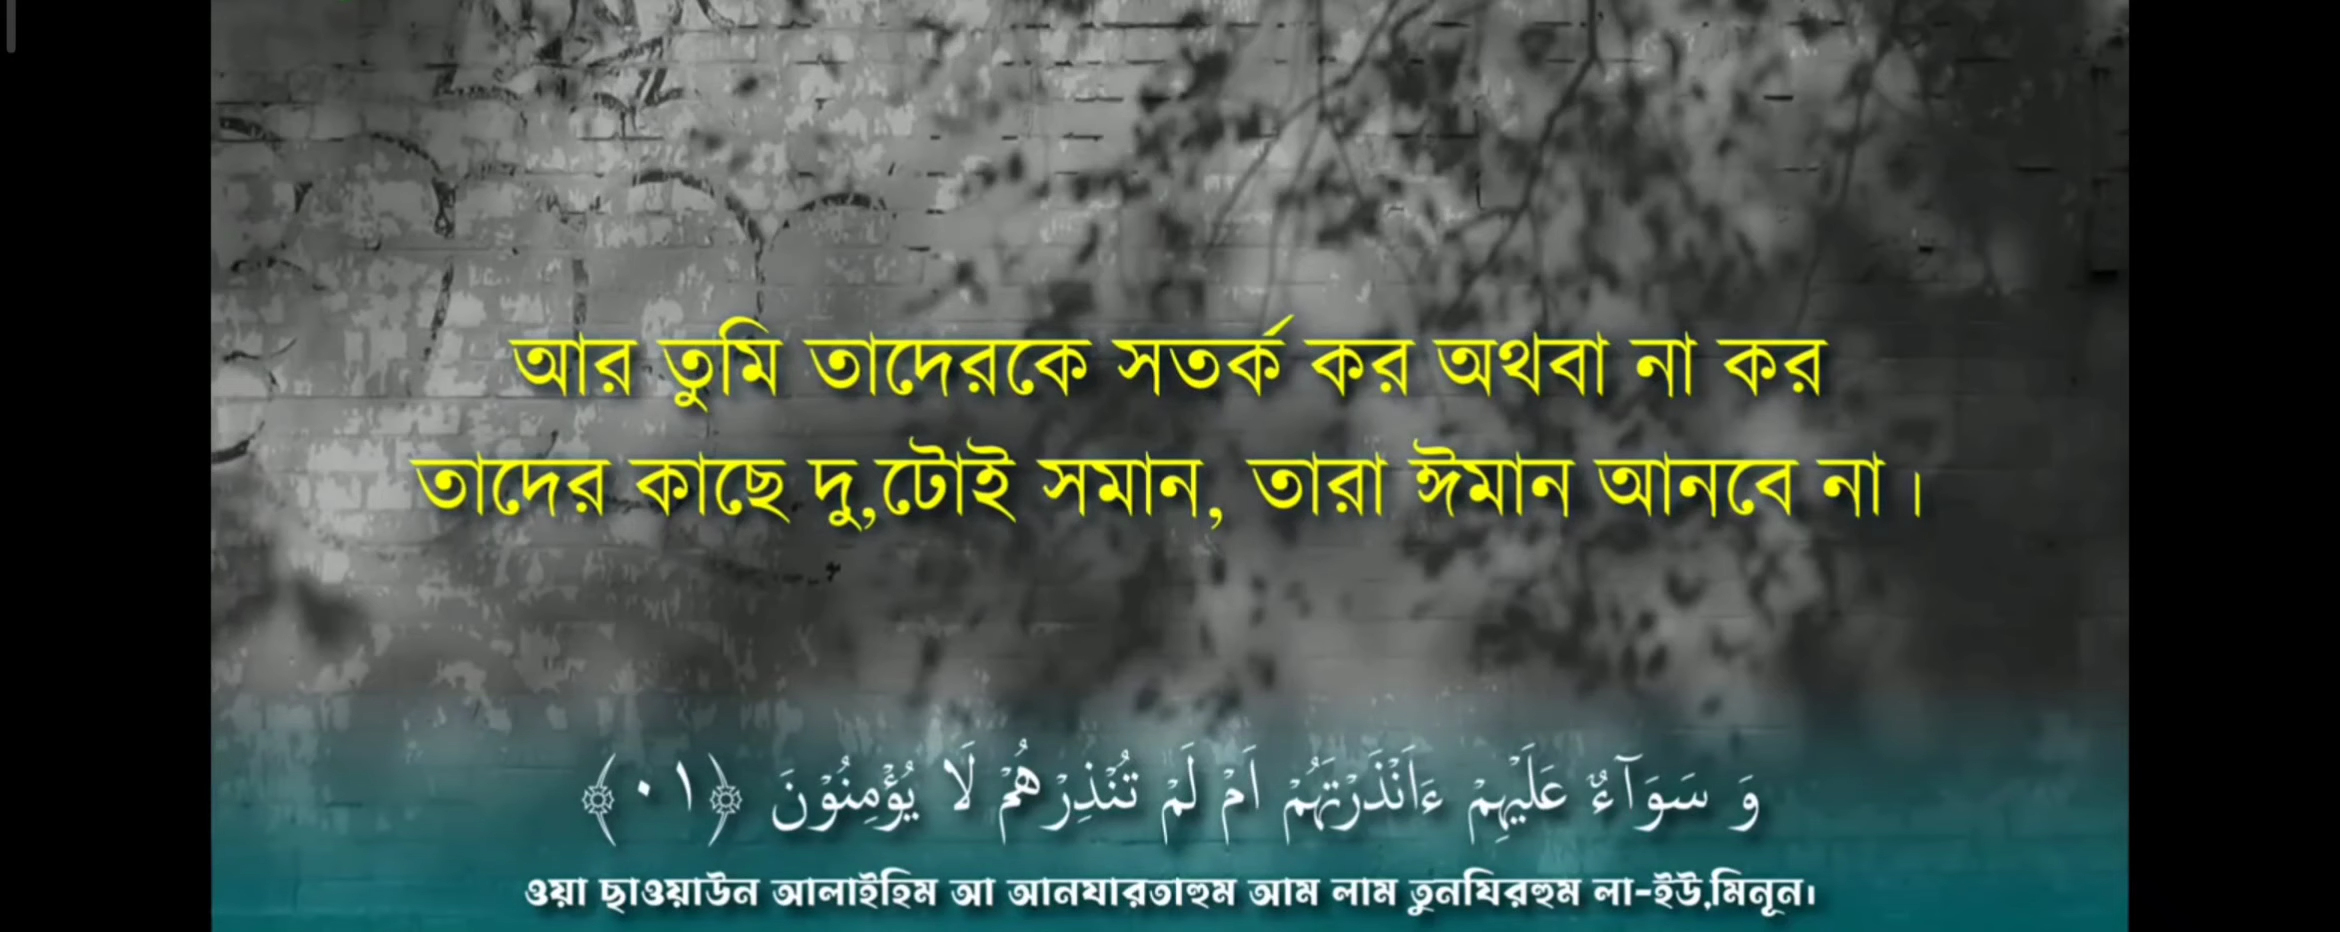 আর তুমি তাদেরকে সতর্ক কর অথবা না কর
তাদের কাছে দু,টোই সমান, তারা ঈমান আনবে না।
وَ سَوَآءٌ عَلَيْهِمْ ءَاَنْذَرْتَهُمْ اَمْ لَمْ تُنْذِرْهُمْ لَا يُؤْمِنُوْنَ ﴿۰۱﴾
ওয়া ছাওয়াউন আলাইহিম আ আনযারতাহুম আম লাম তুনযিরহুম লা-ইউ,মিনূন।